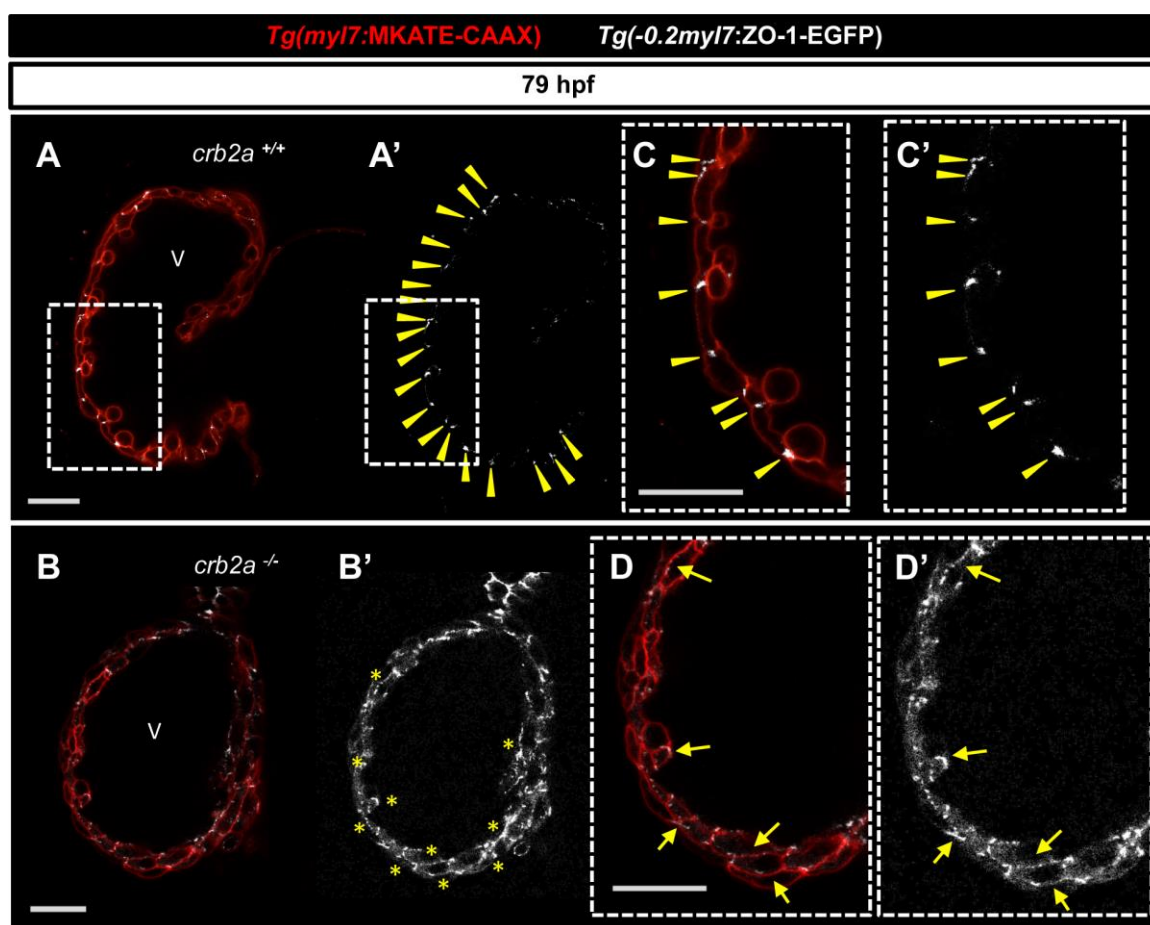 Tg(myl7:MKATE-CAAX) Tg(-0.2myl7:ZO-1-EGFP)
79 hpf
A crb2a +/+ A' C C'
V
B crb2a -/- B' D D'
V